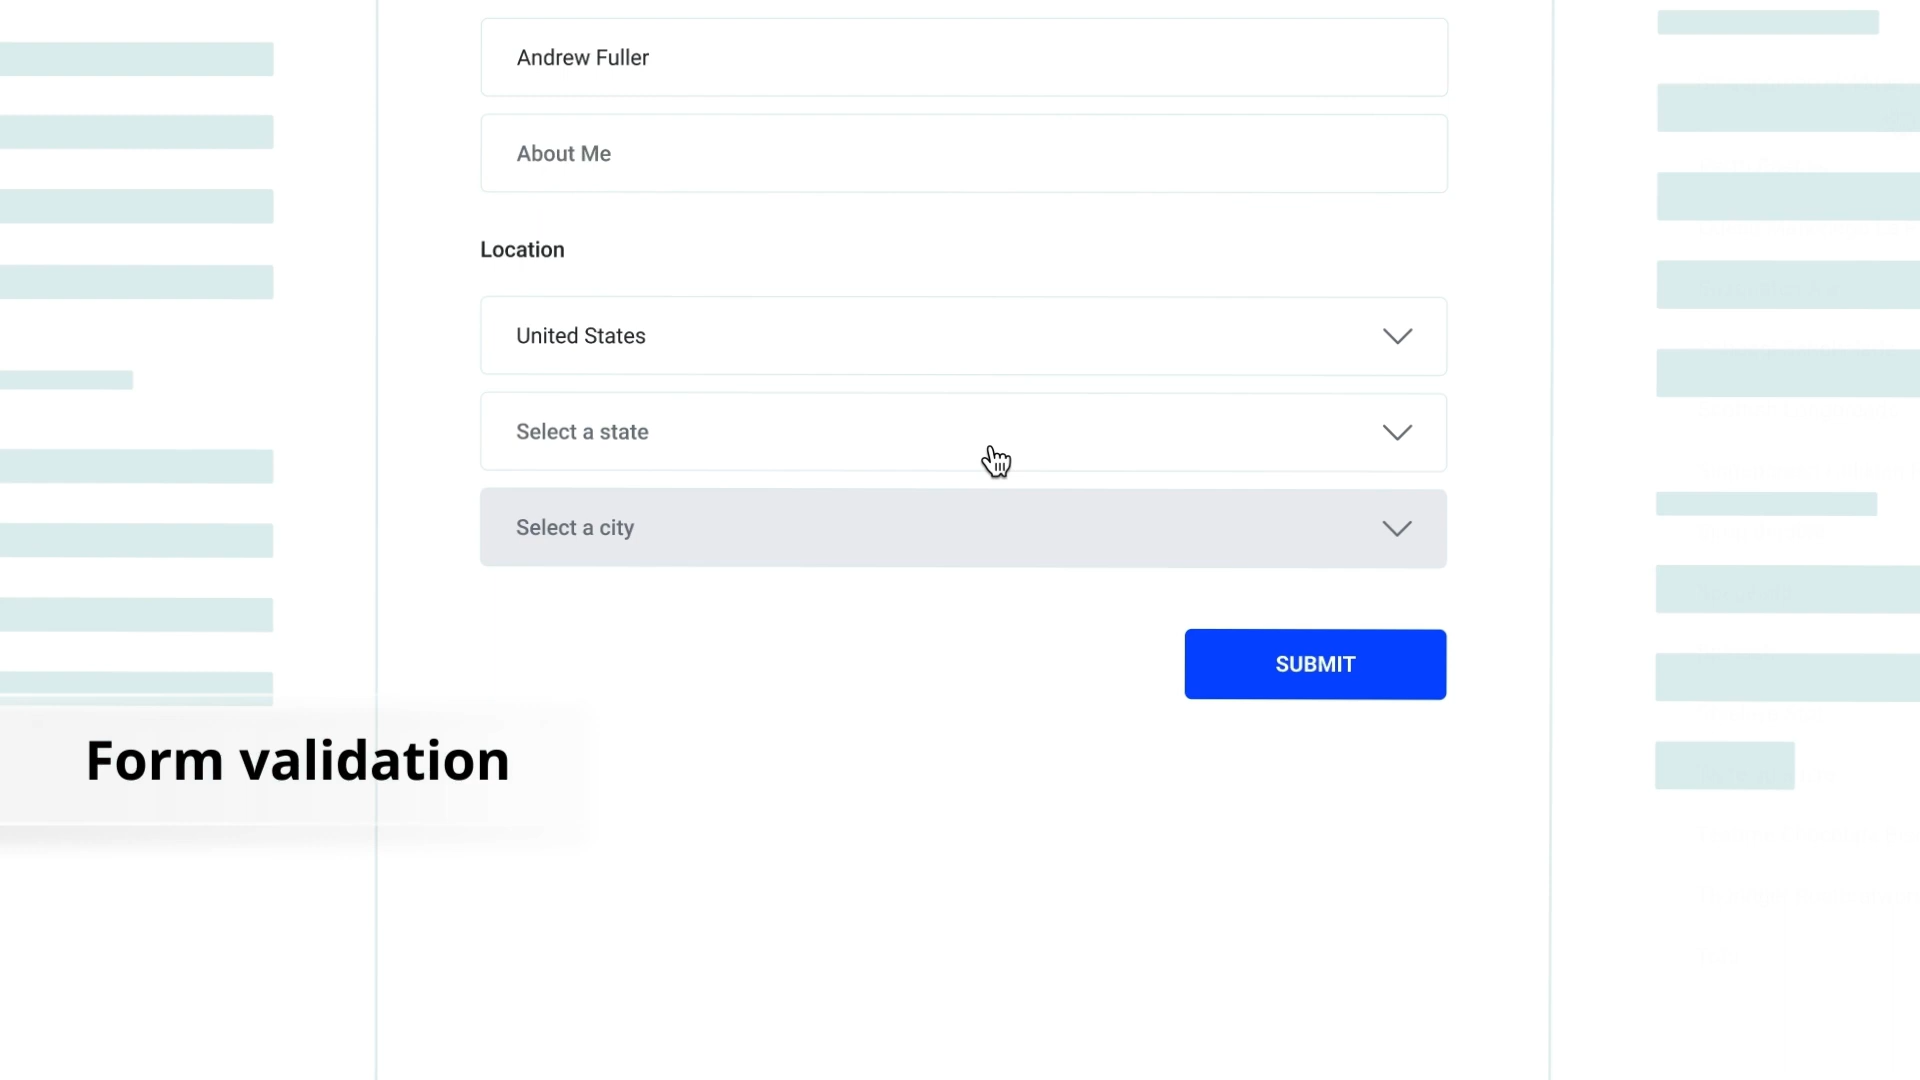 Andrew Fuller
About Me
Location
United States
Select a state
Select a city
SUBMIT
Form validation